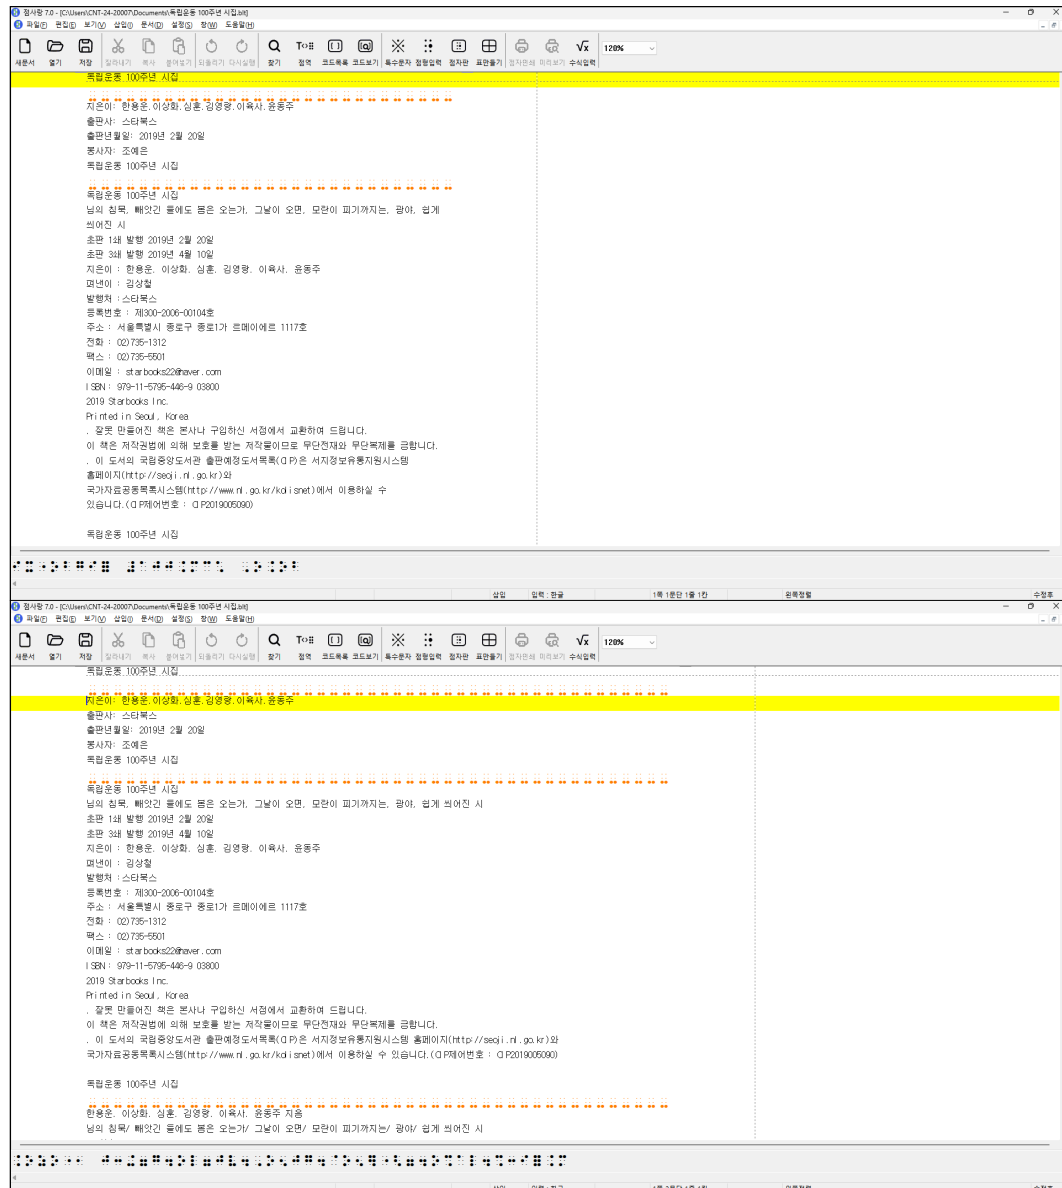 점사랑 7.0 - [C:\Users\CNT-24-20007\Documents\독립운동 100주년 시집.blt]
파일(F) 편집(E) 보기(V) 삽입(I) 문서(D) 설정(S) 창(W) 도움말(H)
새문서 열기 저장 잘라내기 복사 붙여넣기 되돌리기 다시실행 찾기 점역 코드목록 코드보기 특수문자 점형입력 점자판 표만들기 점자인쇄 미리보기 수식입력 120%
독립운동 100주년 시집
지은이: 한용운.이상화.심훈.김영랑.이육사.윤동주
출판사: 스타북스
출판년월일: 2019년 2월 20일
봉사자: 조예은
독립운동 100주년 시집
독립운동 100주년 시집
님의 침묵, 빼앗긴 들에도 봄은 오는가, 그날이 오면, 모란이 피기까지는, 광야, 쉽게
씌어진 시
초판 1쇄 발행 2019년 2월 20일
초판 3쇄 발행 2019년 4월 10일
지은이 : 한용운, 이상화, 심훈, 김영랑, 이육사, 윤동주
펴낸이 : 김상철
발행처 :스타북스
등록번호 : 제300-2006-00104호
주소 : 서울특별시 종로구 종로1가 르메이에르 1117호
전화 : 02)735-1312
팩스 : 02)735-5501
이메일 : starbooks22@naver.com
ISBN : 979-11-5795-446-9 03800
2019 Starbooks Inc.
Printed in Seoul, Korea
. 잘못 만들어진 책은 본사나 구입하신 서점에서 교환하여 드립니다.
이 책은 저작권법에 의해 보호를 받는 저작물이므로 무단전재와 무단복제를 금합니다.
. 이 도서의 국립중앙도서관 출판예정도서목록(CIP)은 서지정보유통지원시스템
홈페이지(http://seoji.nl.go.kr)와
국가자료공동목록시스템(http://www.nl.go.kr/kolisnet)에서 이용하실 수
있습니다.(CIP제어번호 : CIP2019005090)
독립운동 100주년 시집
삽입 입력 : 한글 1쪽 1문단 1줄 1칸 왼쪽정렬 수정후
점사랑 7.0 - [C:\Users\CNT-24-20007\Documents\독립운동 100주년 시집.blt]
파일(F) 편집(E) 보기(V) 삽입(I) 문서(D) 설정(S) 창(W) 도움말(H)
새문서 열기 저장 잘라내기 복사 붙여넣기 되돌리기 다시실행 찾기 점역 코드목록 코드보기 특수문자 점형입력 점자판 표만들기 점자인쇄 미리보기 수식입력 120%
독립운동 100주년 시집
지은이: 한용운.이상화.심훈.김영랑.이육사.윤동주
출판사: 스타북스
출판년월일: 2019년 2월 20일
봉사자: 조예은
독립운동 100주년 시집
독립운동 100주년 시집
님의 침묵, 빼앗긴 들에도 봄은 오는가, 그날이 오면, 모란이 피기까지는, 광야, 쉽게 씌어진 시
초판 1쇄 발행 2019년 2월 20일
초판 3쇄 발행 2019년 4월 10일
지은이 : 한용운, 이상화, 심훈, 김영랑, 이육사, 윤동주
펴낸이 : 김상철
발행처 :스타북스
등록번호 : 제300-2006-00104호
주소 : 서울특별시 종로구 종로1가 르메이에르 1117호
전화 : 02)735-1312
팩스 : 02)735-5501
이메일 : starbooks22@naver.com
ISBN : 979-11-5795-446-9 03800
2019 Starbooks Inc.
Printed in Seoul, Korea
. 잘못 만들어진 책은 본사나 구입하신 서점에서 교환하여 드립니다.
이 책은 저작권법에 의해 보호를 받는 저작물이므로 무단전재와 무단복제를 금합니다.
. 이 도서의 국립중앙도서관 출판예정도서목록(CIP)은 서지정보유통지원시스템 홈페이지(http://seoji.nl.go.kr)와
국가자료공동목록시스템(http://www.nl.go.kr/kolisnet)에서 이용하실 수 있습니다.(CIP제어번호 : CIP2019005090)
독립운동 100주년 시집
한용운, 이상화, 심훈, 김영랑, 이육사, 윤동주 지음
님의 침묵/ 빼앗긴 들에도 봄은 오는가/ 그날이 오면/ 모란이 피기까지는/ 광야/ 쉽게 씌어진 시